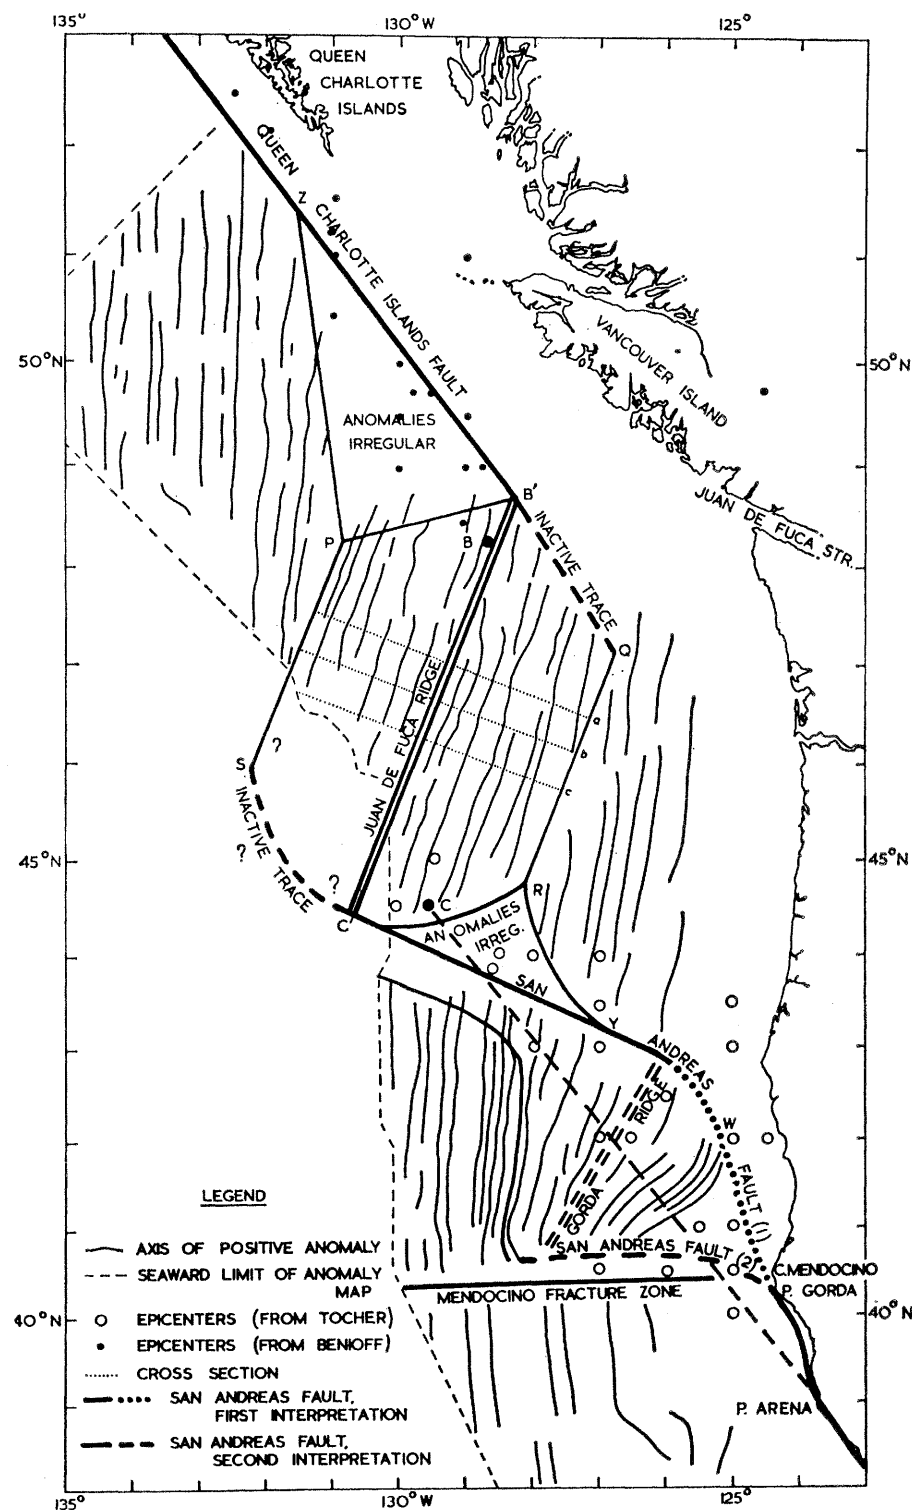 135°
130°W
125°
QUEEN
CHARLOTTE
ISLANDS
QUEEN CHARLOTTE ISLANDS FAULT
Z
50°N
50°N
VANCOUVER ISLAND
ANOMALIES
IRREGULAR
JUAN DE FUCA STR.
B'
P
B
INACTIVE TRACE
Q
a
b
c
JUAN DE FUCA RIDGE
?
S
INACTIVE TRACE
?
?
45°N
45°N
R
C
C'
ANOMALIES
IRREG.
SAN
Y
ANDREAS
RIDGE
W
FAULT (1)
GORDA
SAN ANDREAS FAULT (2)
C.MENDOCINO
P. GORDA
MENDOCINO FRACTURE ZONE
40°N
40°N
P. ARENA
LEGEND
AXIS OF POSITIVE ANOMALY
SEAWARD LIMIT OF ANOMALY
MAP
EPICENTERS (FROM TOCHER)
EPICENTERS (FROM BENIOFF)
CROSS SECTION
SAN ANDREAS FAULT,
FIRST INTERPRETATION
SAN ANDREAS FAULT,
SECOND INTERPRETATION
135°
130°W
125°